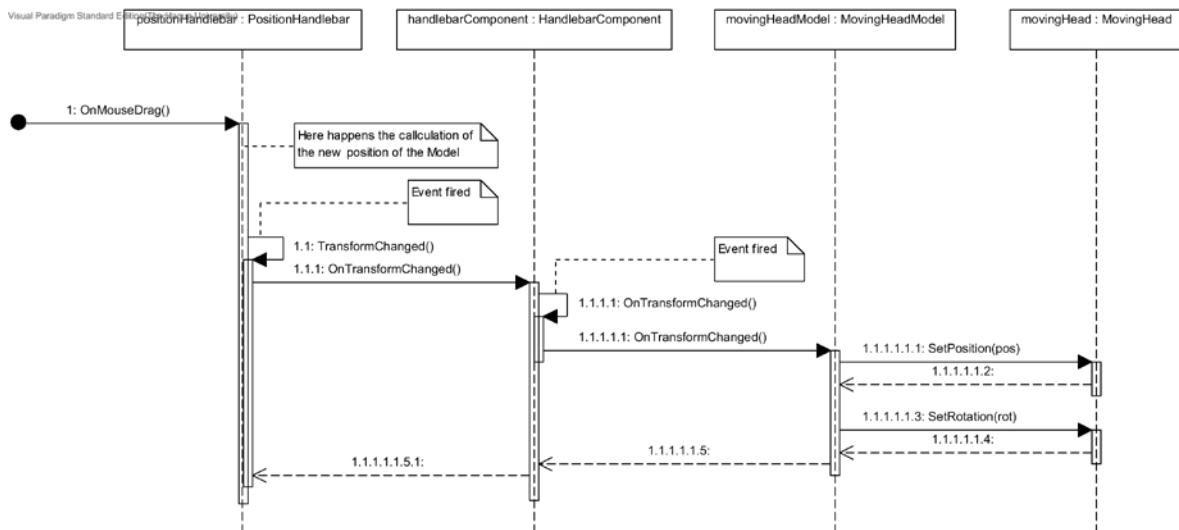 Visual Paradigm Standard Edition(The Hague University)
positionHandlebar : PositionHandlebar
handlebarComponent : HandlebarComponent
movingHeadModel : MovingHeadModel
movingHead : MovingHead
1: OnMouseDrag()
Here happens the callculation of
the new position of the Model
Event fired
1.1: TransformChanged()
1.1.1: OnTransformChanged()
Event fired
1.1.1.1: OnTransformChanged()
1.1.1.1.1: OnTransformChanged()
1.1.1.1.1.1: SetPosition(pos)
1.1.1.1.1.2:
1.1.1.1.1.3: SetRotation(rot)
1.1.1.1.1.4:
1.1.1.1.1.5:
1.1.1.1.1.5.1: